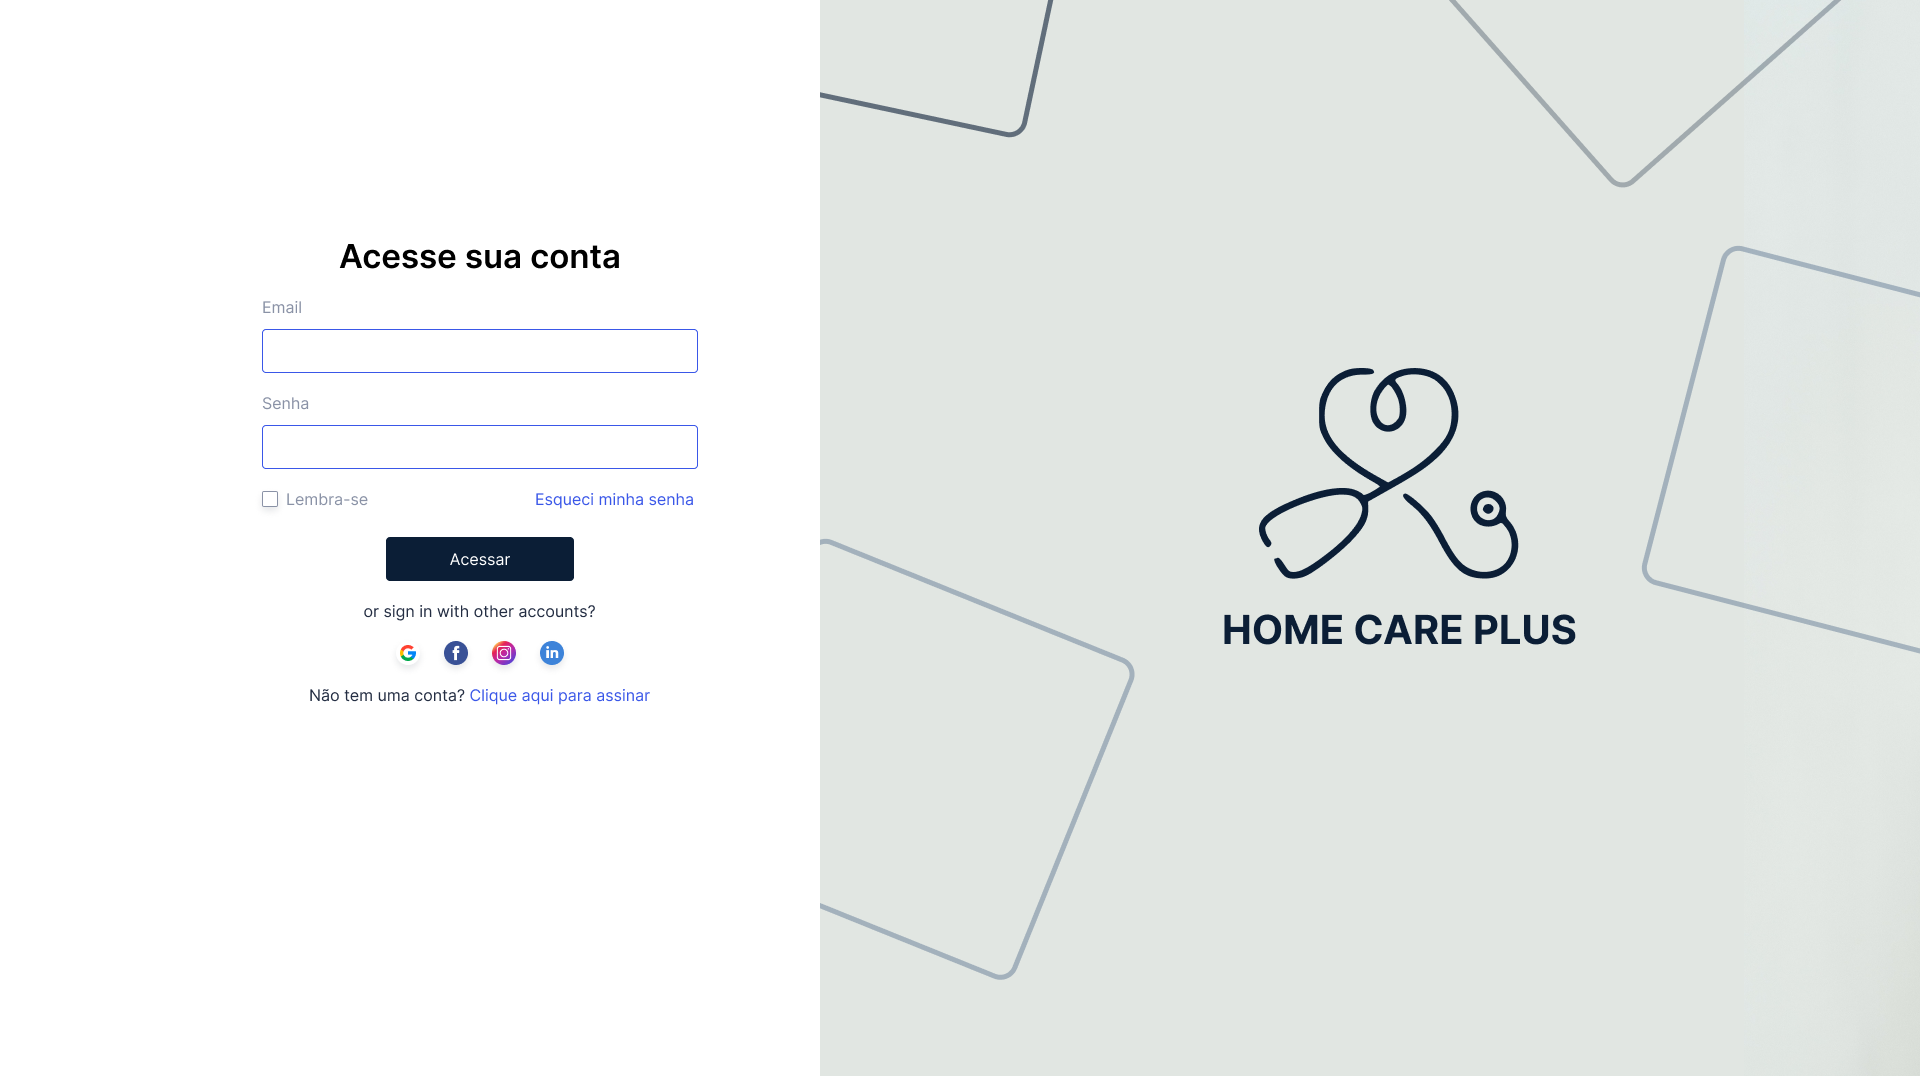 Acesse sua conta
Email
Senha
Lembra-se
Esqueci minha senha
Acessar
or sign in with other accounts?
Não tem uma conta? Clique aqui para assinar
HOME CARE PLUS